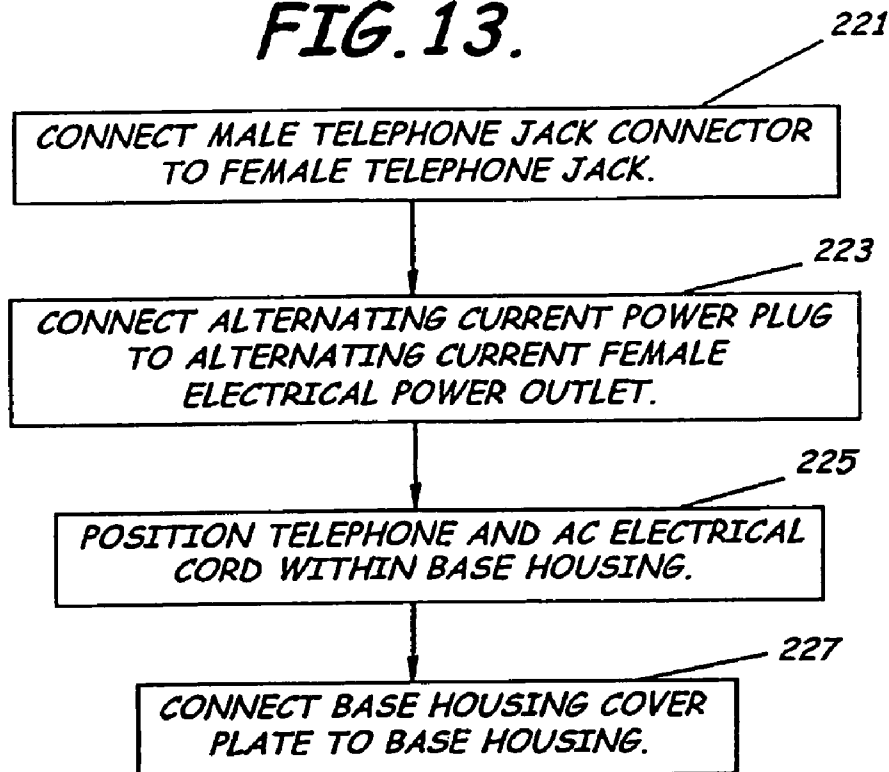 FIG. 13.
221
CONNECT MALE TELEPHONE JACK CONNECTOR
TO FEMALE TELEPHONE JACK.
223
CONNECT ALTERNATING CURRENT POWER PLUG
TO ALTERNATING CURRENT FEMALE
ELECTRICAL POWER OUTLET.
225
POSITION TELEPHONE AND AC ELECTRICAL
CORD WITHIN BASE HOUSING.
227
CONNECT BASE HOUSING COVER
PLATE TO BASE HOUSING.